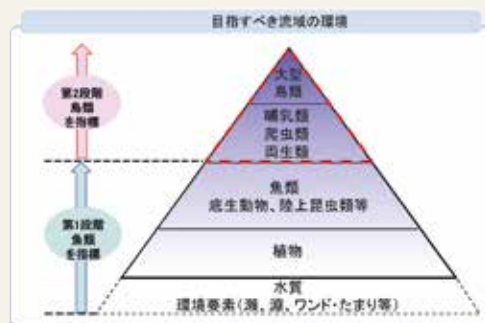 目指すべき流域の環境
第2段階
鳥類
を指標
大型
鳥類
哺乳類
爬虫類
両生類
第1段階
魚類
を指標
魚類
底生動物、陸上昆虫類等
植物
水質
環境要素(瀬、淵、ワンド・たまり等)